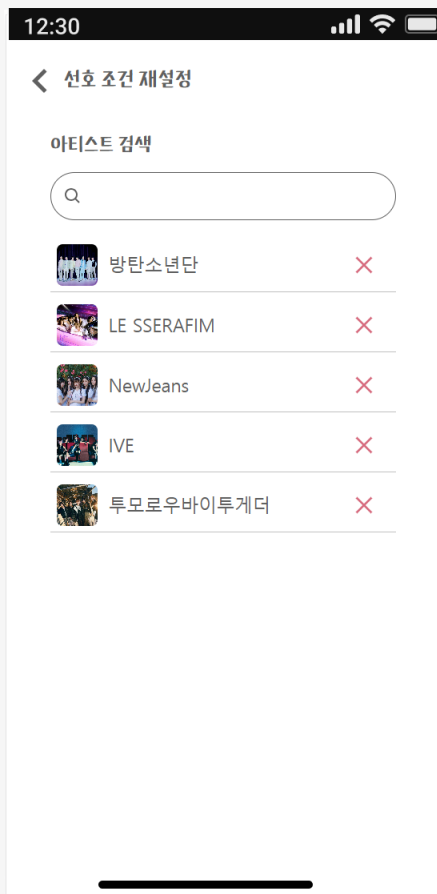 12:30
선호 조건 재설정
아티스트 검색
방탄소년단
LE SSERAFIM
NewJeans
IVE
투모로우바이투게더